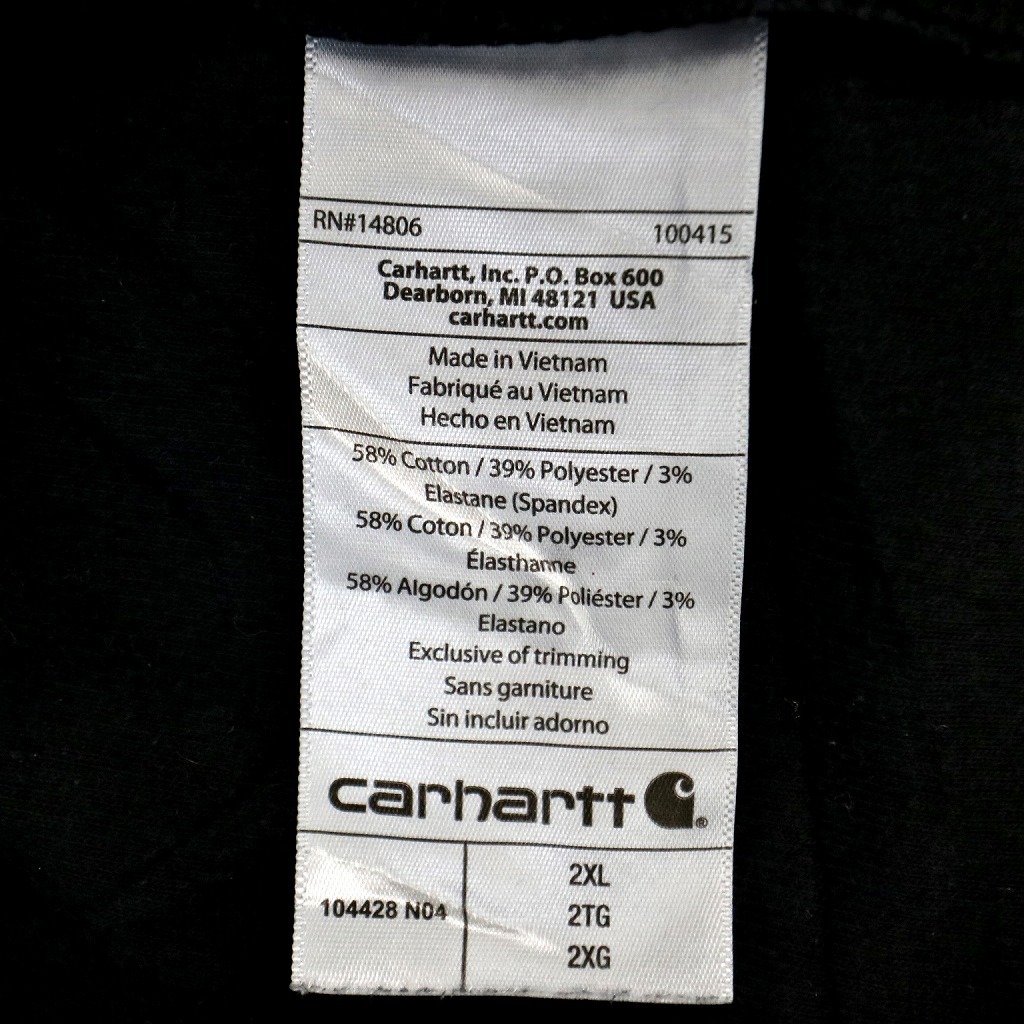 RN#14806 100415
Carhartt, Inc. P.O. Box 600
Dearborn, MI 48121 USA
carhartt.com
Made in Vietnam
Fabriqué au Vietnam
Hecho en Vietnam
58% Cotton / 39% Polyester / 3%
Elastane (Spandex)
58% Coton / 39% Polyester / 3%
Élasthanne
58% Algodón / 39% Poliéster / 3%
Elastano
Exclusive of trimming
Sans garniture
Sin incluir adorno
carhartt®
2XL
104428 N04 2TG
2XG